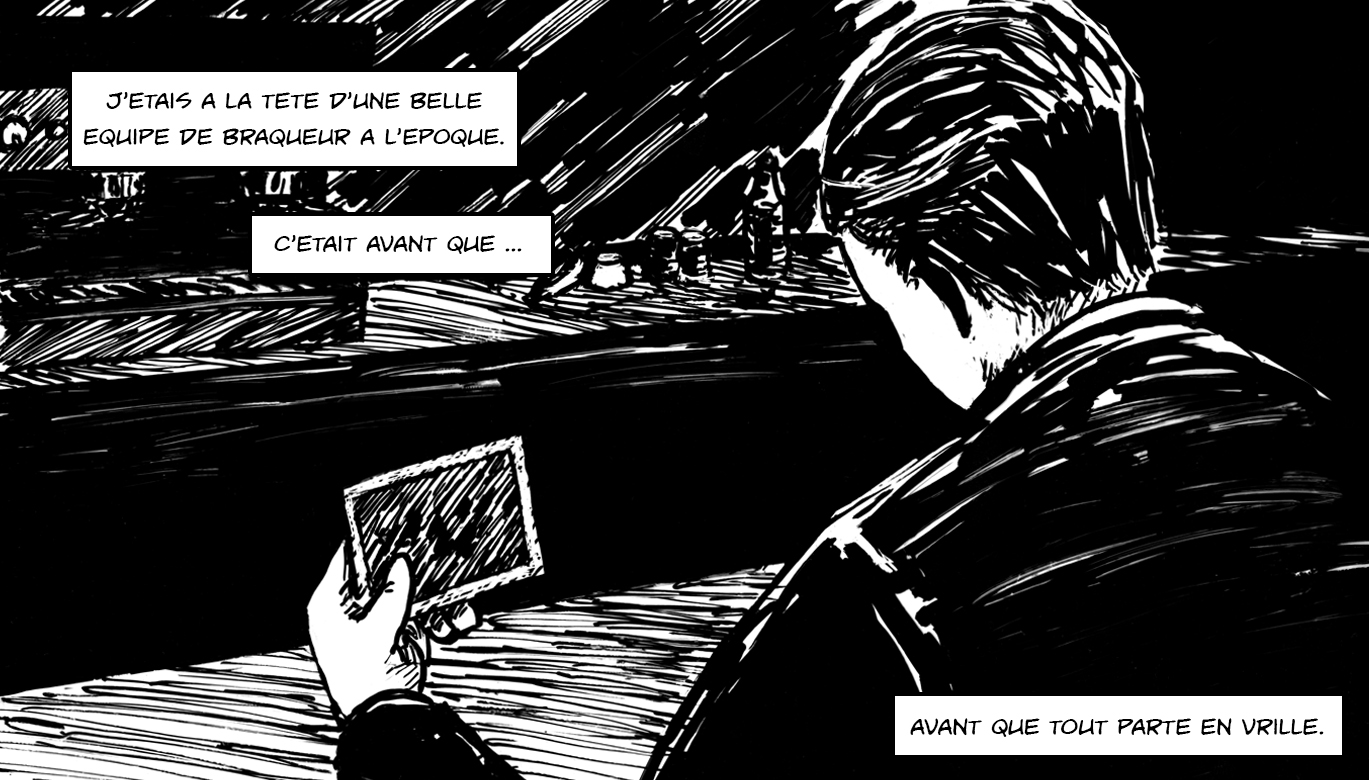 J'ETAIS A LA TETE D'UNE BELLE
EQUIPE DE BRAQUEUR A L'EPOQUE.
C'ETAIT AVANT QUE ...
AVANT QUE TOUT PARTE EN VRILLE.